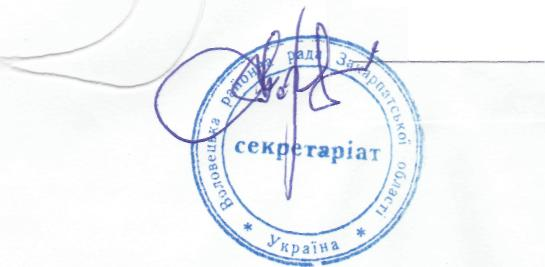 Воловецька районна рада Закарпатської області
секретаріат
* Україна *